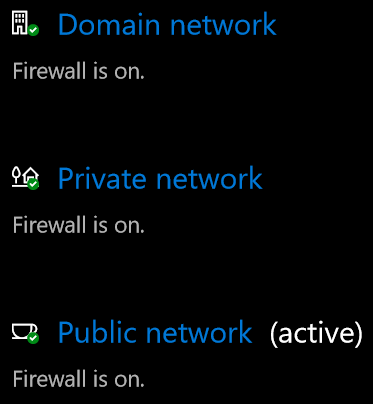 Domain network
Firewall is on.
Private network
Firewall is on.
Public network (active)
Firewall is on.